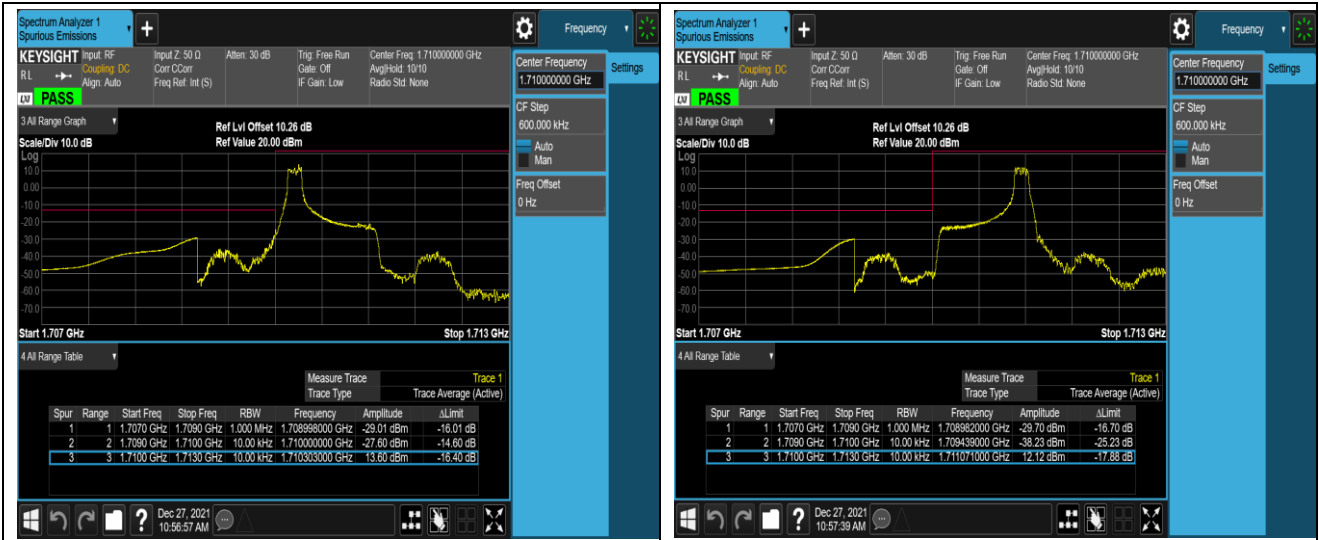 Spectrum Analyzer 1
Spurious Emissions
Frequency
KEYSIGHT Input: RF Input Z: 50 Ω Atten: 30 dB Trig: Free Run Center Freq: 1.710000000 GHz
RL Coupling: DC Corr CCorr Gate: Off Avg|Hold: 10/10
Align: Auto Freq Ref: Int (S) IF Gain: Low Radio Std: None
LXI PASS
Center Frequency
1.710000000 GHz
Settings
CF Step
600.000 kHz
Auto
Man
Freq Offset
0 Hz
3 All Range Graph
Ref Lvl Offset 10.26 dB
Scale/Div 10.0 dB Ref Value 20.00 dBm
Log
10.0
0.00
-10.0
-20.0
-30.0
-40.0
-50.0
-60.0
-70.0
Start 1.707 GHz Stop 1.713 GHz
4 All Range Table
Measure Trace Trace 1
Trace Type Trace Average (Active)
Spur Range Start Freq Stop Freq RBW Frequency Amplitude ΔLimit
1 1 1.7070 GHz 1.7090 GHz 1.000 MHz 1.708998000 GHz -29.01 dBm -16.01 dB
2 2 1.7090 GHz 1.7100 GHz 10.00 kHz 1.710000000 GHz -27.60 dBm -14.60 dB
3 3 1.7100 GHz 1.7130 GHz 10.00 kHz 1.710303000 GHz 13.60 dBm -16.40 dB
?
Dec 27, 2021
10:56:57 AM
Spectrum Analyzer 1
Spurious Emissions
Frequency
KEYSIGHT Input: RF Input Z: 50 Ω Atten: 30 dB Trig: Free Run Center Freq: 1.710000000 GHz
RL Coupling: DC Corr CCorr Gate: Off Avg|Hold: 10/10
Align: Auto Freq Ref: Int (S) IF Gain: Low Radio Std: None
LXI PASS
Center Frequency
1.710000000 GHz
Settings
CF Step
600.000 kHz
Auto
Man
Freq Offset
0 Hz
3 All Range Graph
Ref Lvl Offset 10.26 dB
Scale/Div 10.0 dB Ref Value 20.00 dBm
Log
10.0
0.00
-10.0
-20.0
-30.0
-40.0
-50.0
-60.0
-70.0
Start 1.707 GHz Stop 1.713 GHz
4 All Range Table
Measure Trace Trace 1
Trace Type Trace Average (Active)
Spur Range Start Freq Stop Freq RBW Frequency Amplitude ΔLimit
1 1 1.7070 GHz 1.7090 GHz 1.000 MHz 1.708982000 GHz -29.70 dBm -16.70 dB
2 2 1.7090 GHz 1.7100 GHz 10.00 kHz 1.709439000 GHz -38.23 dBm -25.23 dB
3 3 1.7100 GHz 1.7130 GHz 10.00 kHz 1.711071000 GHz 12.12 dBm -17.88 dB
?
Dec 27, 2021
10:57:39 AM